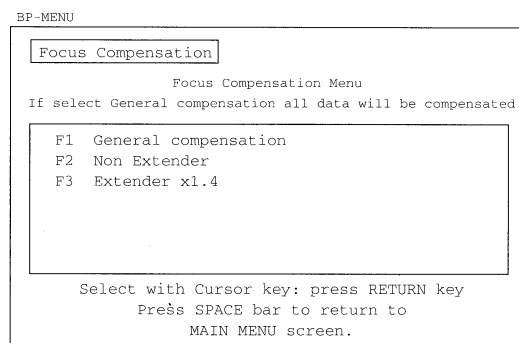 BP-MENU
Focus Compensation
Focus Compensation Menu
If select General compensation all data will be compensated.
F1 General compensation
F2 Non Extender
F3 Extender x1.4
Select with Cursor key: press RETURN key
Press SPACE bar to return to
MAIN MENU screen.